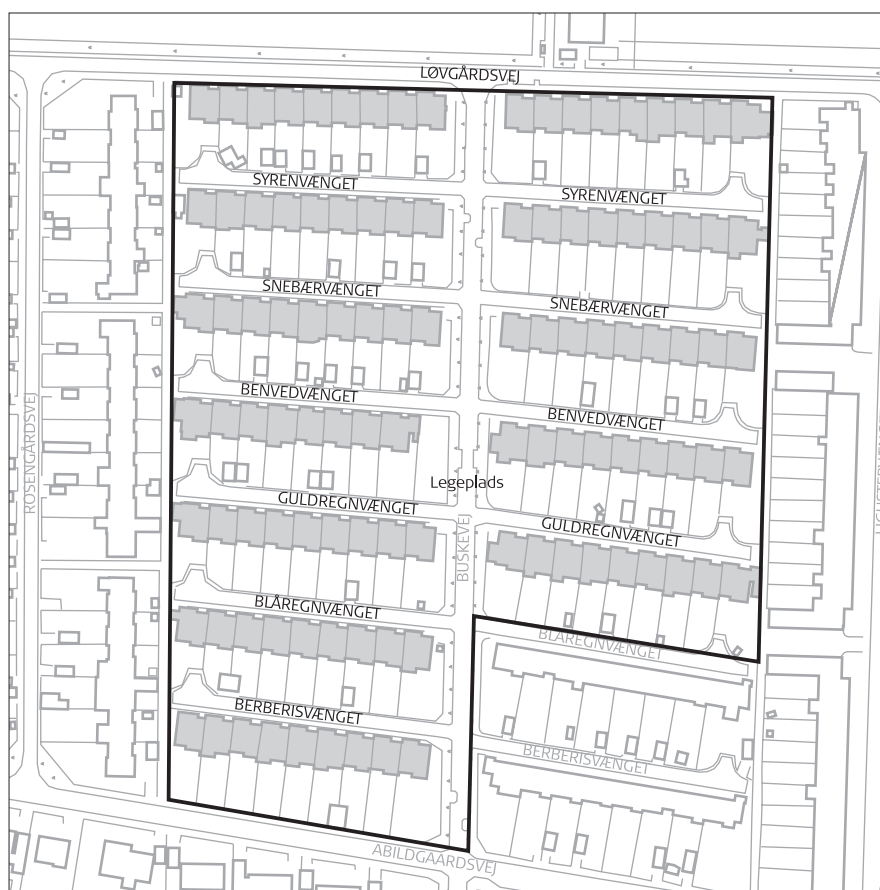 LØVGÅRDSVEJ
SYRENVÆNGET
SYRENVÆNGET
SNEBÆRVÆNGET
SNEBÆRVÆNGET
BENVEDVÆNGET
BENVEDVÆNGET
ROSENGÅRDSVEJ
Legeplads
GULDREGNVÆNGET
GULDREGNVÆNGET
BUSKEVEJ
BLÅREGNVÆNGET
BLÅREGNVÆNGET
BERBERISVÆNGET
BERBERISVÆNGET
ABILDGAARDSVEJ